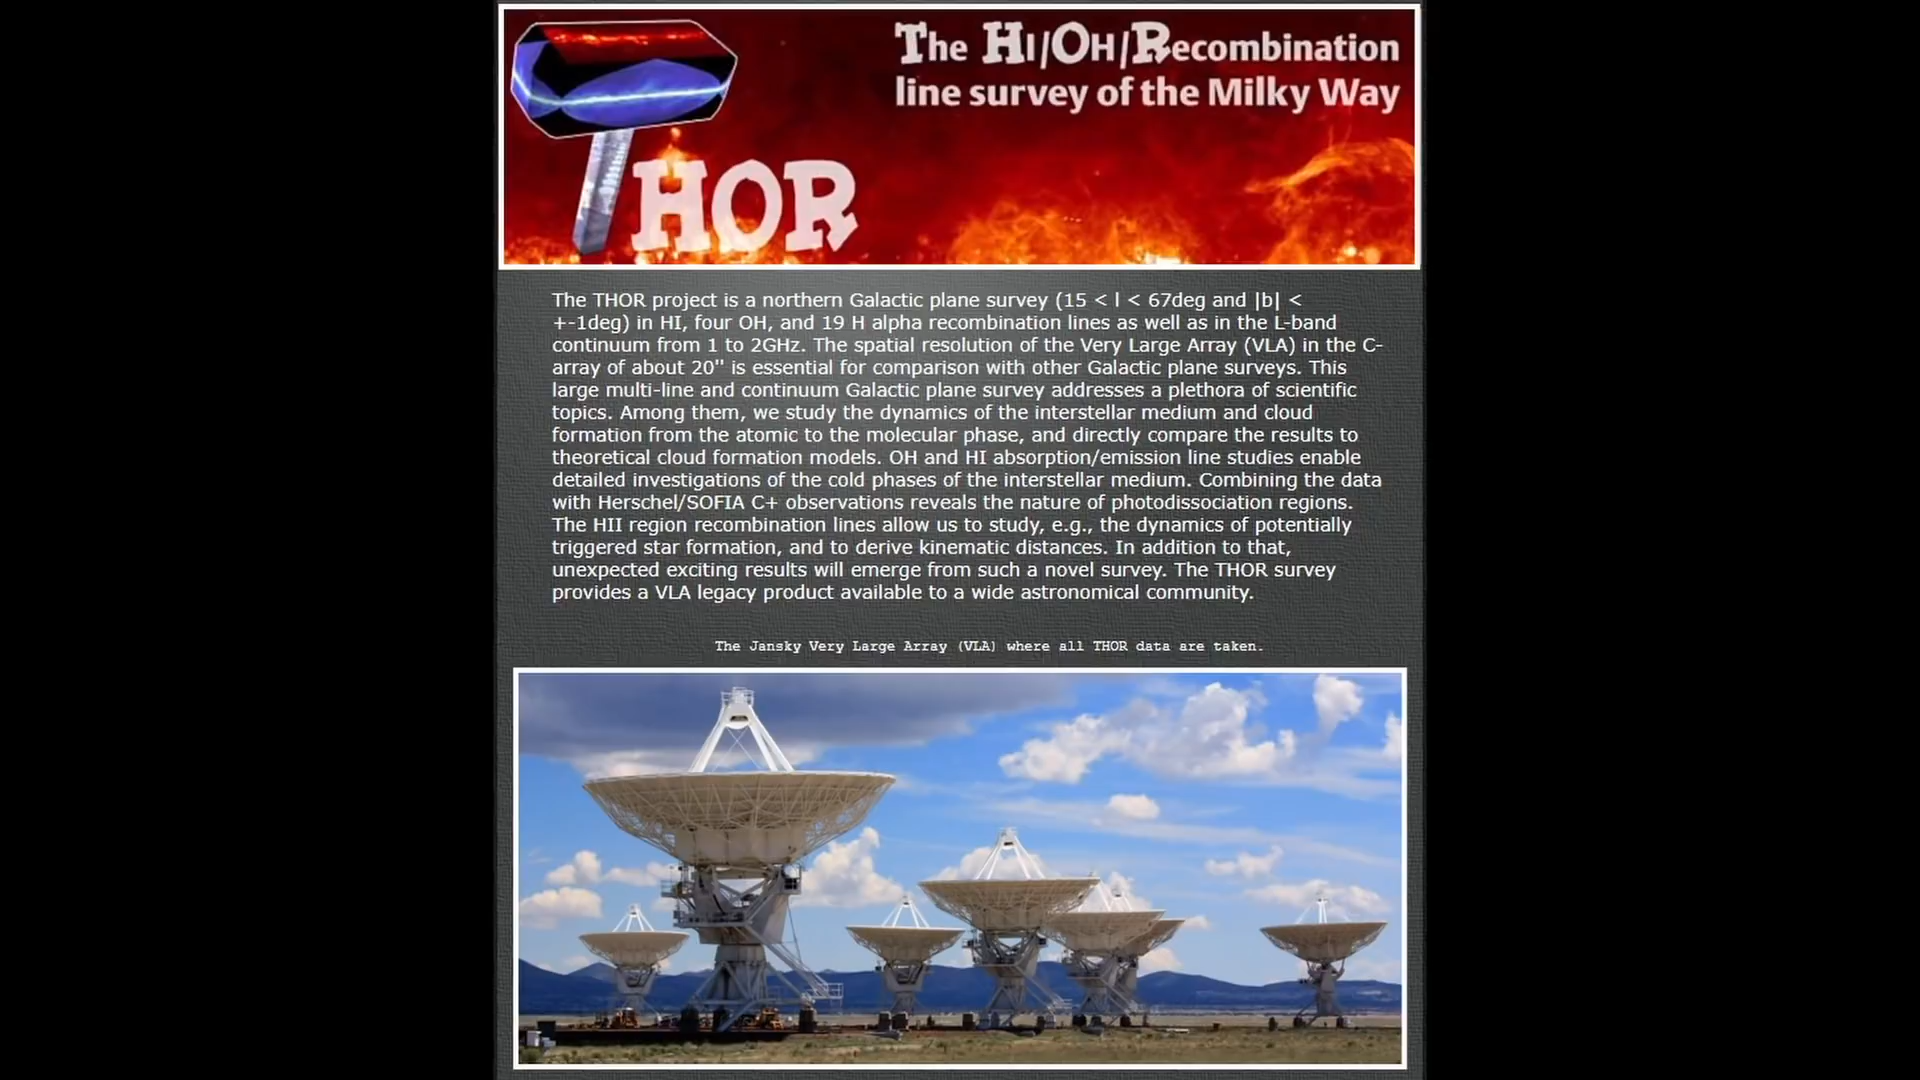 The HI/OH/Recombination
line survey of the Milky Way
THOR
The THOR project is a northern Galactic plane survey (15 < l < 67deg and |b| <
+-1deg) in HI, four OH, and 19 H alpha recombination lines as well as in the L-band
continuum from 1 to 2GHz. The spatial resolution of the Very Large Array (VLA) in the C-
array of about 20" is essential for comparison with other Galactic plane surveys. This
large multi-line and continuum Galactic plane survey addresses a plethora of scientific
topics. Among them, we study the dynamics of the interstellar medium and cloud
formation from the atomic to the molecular phase, and directly compare the results to
theoretical cloud formation models. OH and HI absorption/emission line studies enable
detailed investigations of the cold phases of the interstellar medium. Combining the data
with Herschel/SOFIA C+ observations reveals the nature of photodissociation regions.
The HII region recombination lines allow us to study, e.g., the dynamics of potentially
triggered star formation, and to derive kinematic distances. In addition to that,
unexpected exciting results will emerge from such a novel survey. The THOR survey
provides a VLA legacy product available to a wide astronomical community.
The Jansky Very Large Array (VLA) where all THOR data are taken.